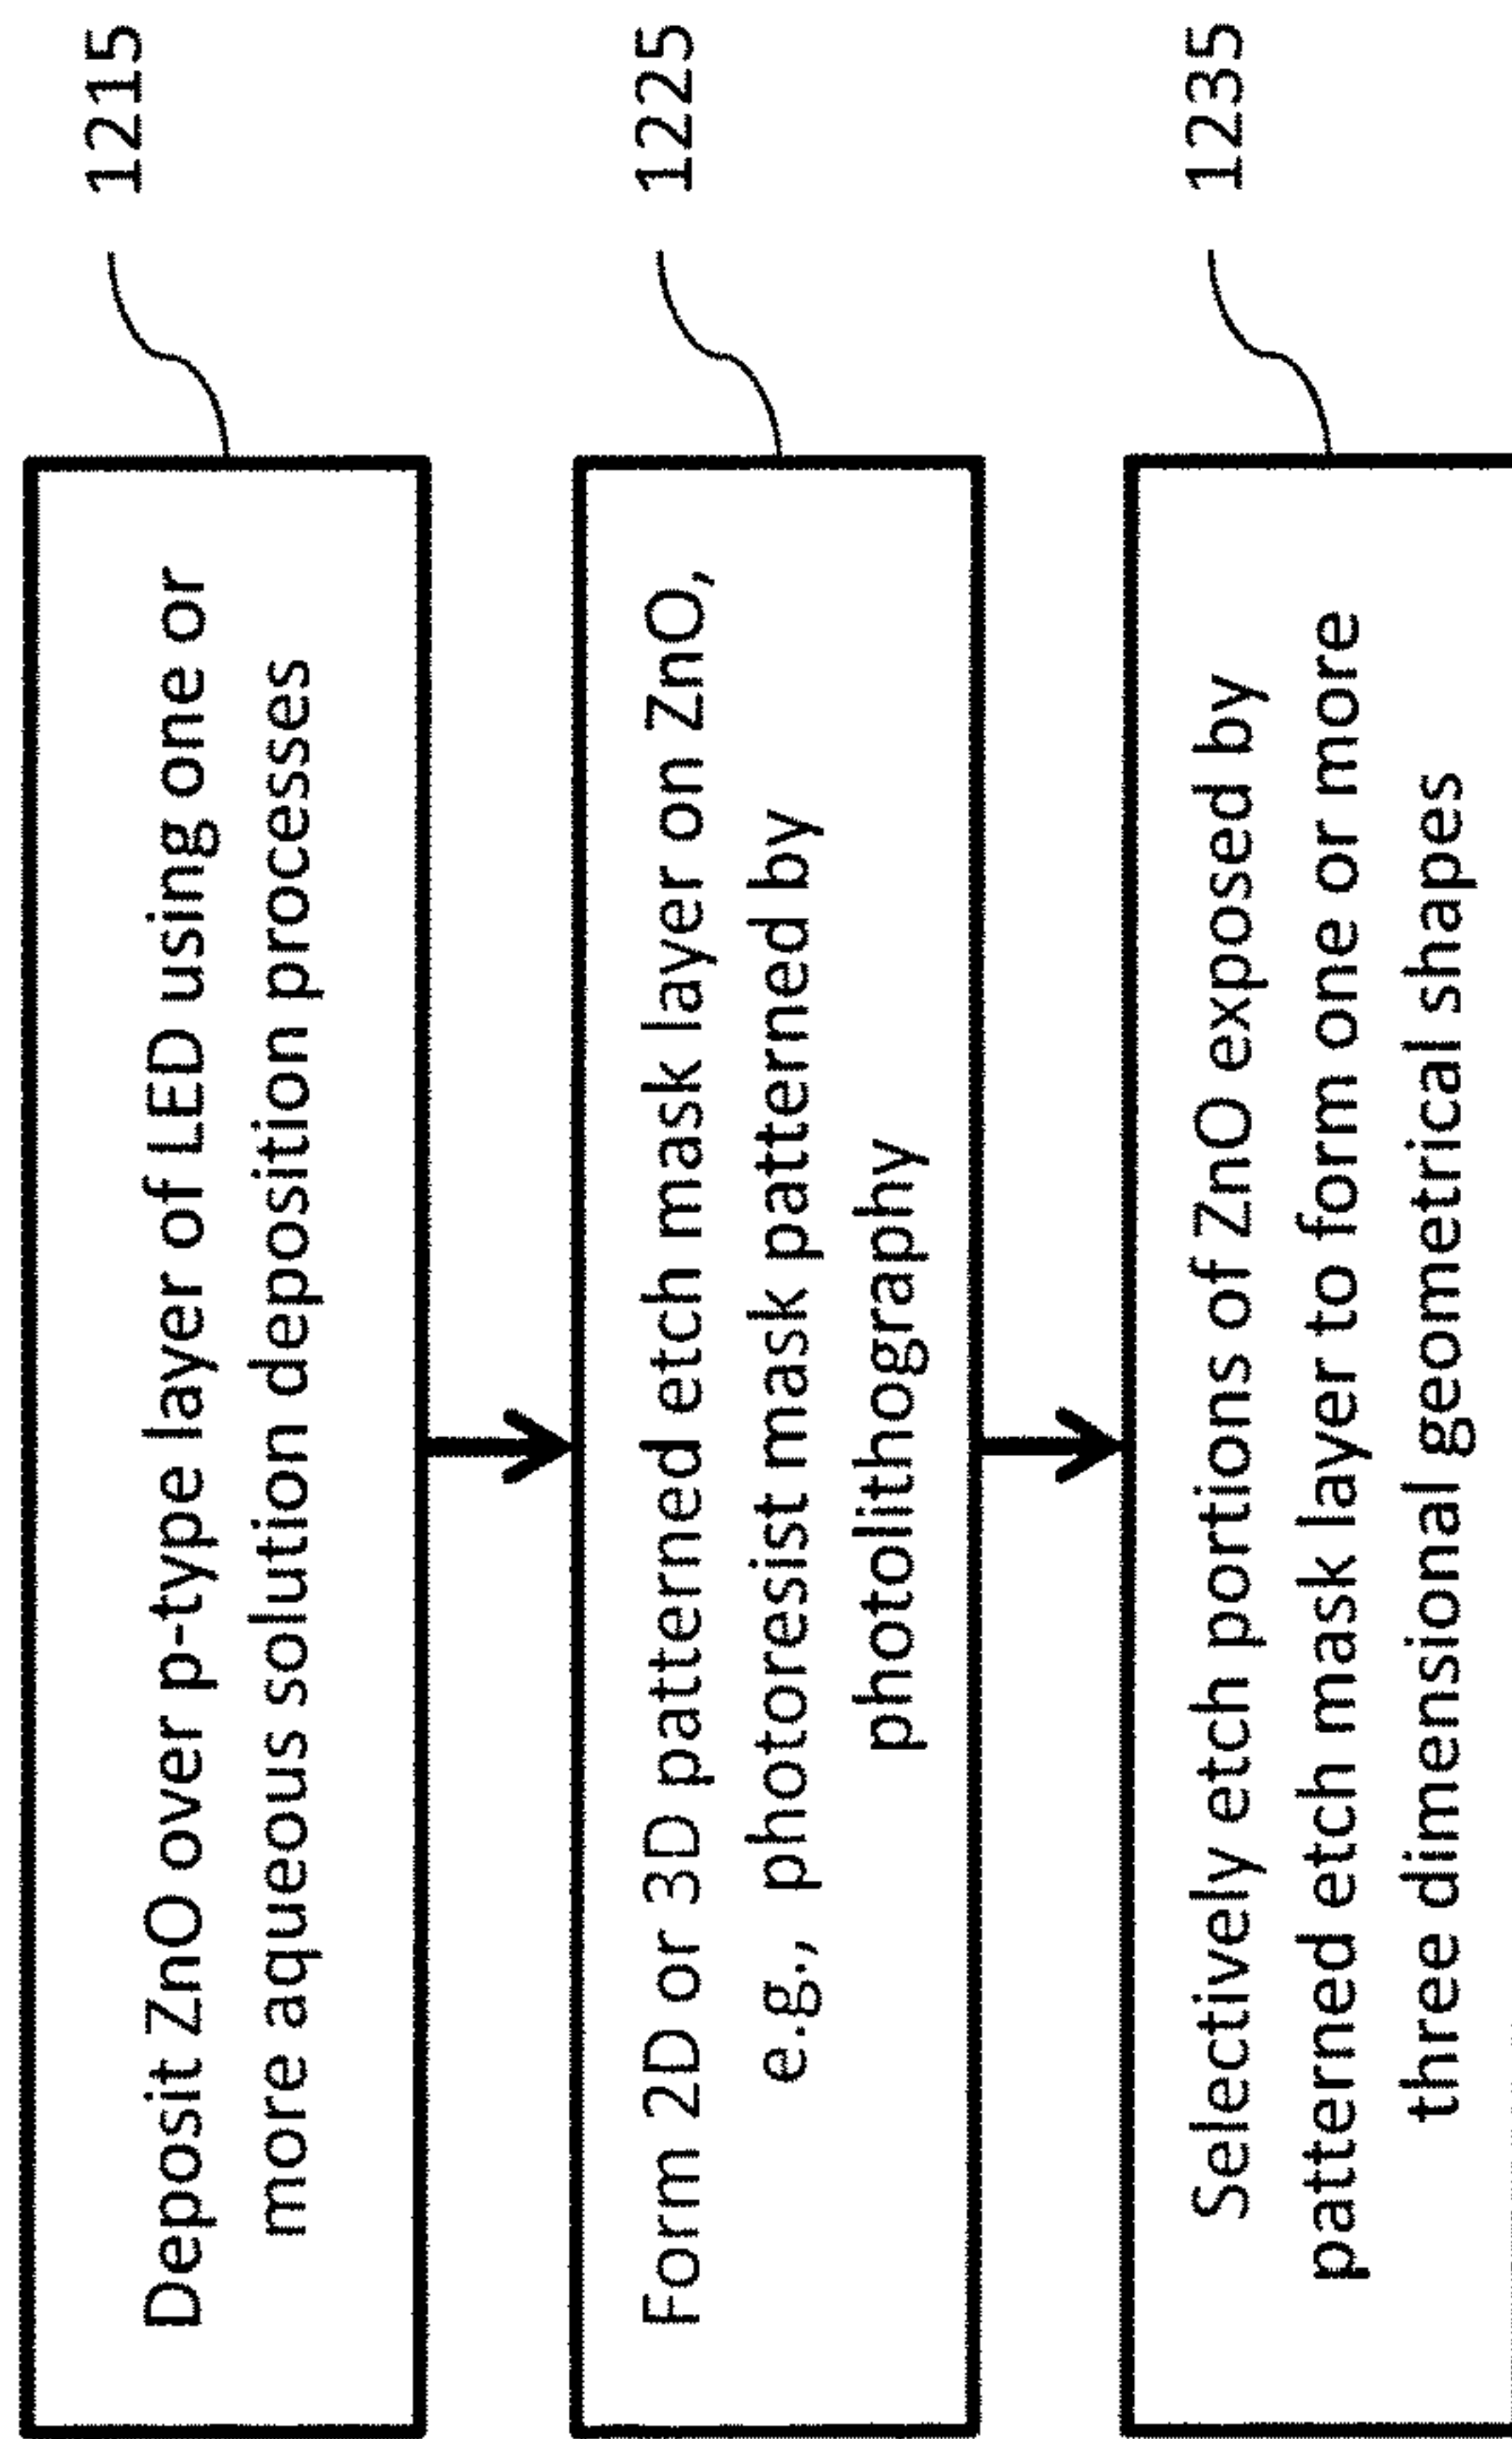 Deposit ZnO over p-type layer of LED using one or
more aqueous solution deposition processes
1215
Form 2D or 3D patterned etch mask layer on ZnO,
e.g., photoresist mask patterned by
photolithography
1225
Selectively etch portions of ZnO exposed by
patterned etch mask layer to form one or more
three dimensional geometrical shapes
1235